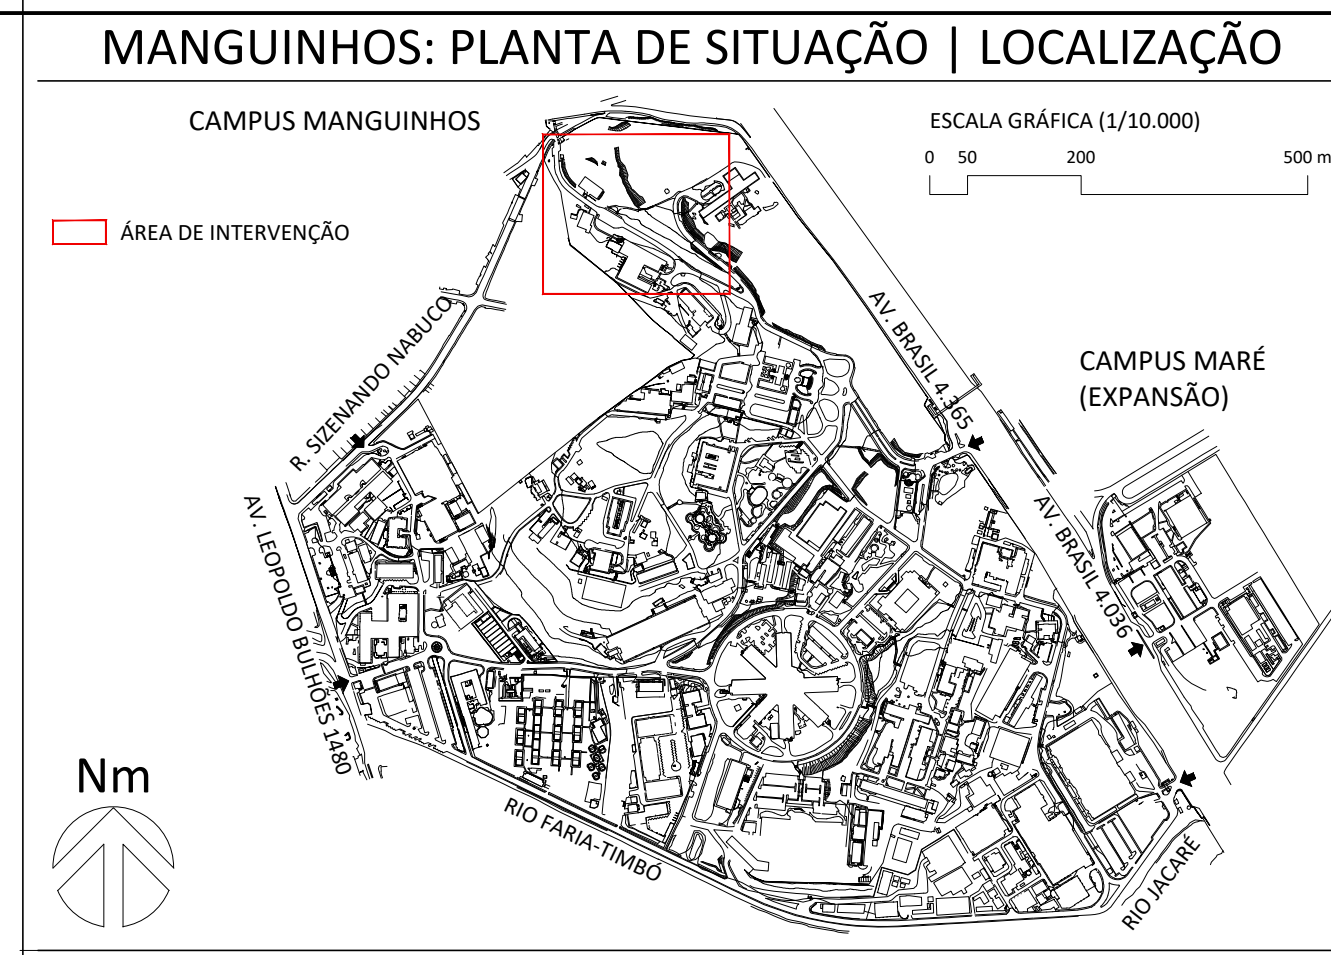 MANGUINHOS: PLANTA DE SITUAÇÃO | LOCALIZAÇÃO
CAMPUS MANGUINHOS
ESCALA GRÁFICA (1/10.000)
0 50 200 500 m
ÁREA DE INTERVENÇÃO
AV. BRASIL 4.365
R. SIZENANDO NABUCO
CAMPUS MARÉ
(EXPANSÃO)
AV. LEOPOLDO BULHÕES 1480
AV. BRASIL 4.036
Nm
RIO FARIA-TIMBÓ
RIO JACARÉ